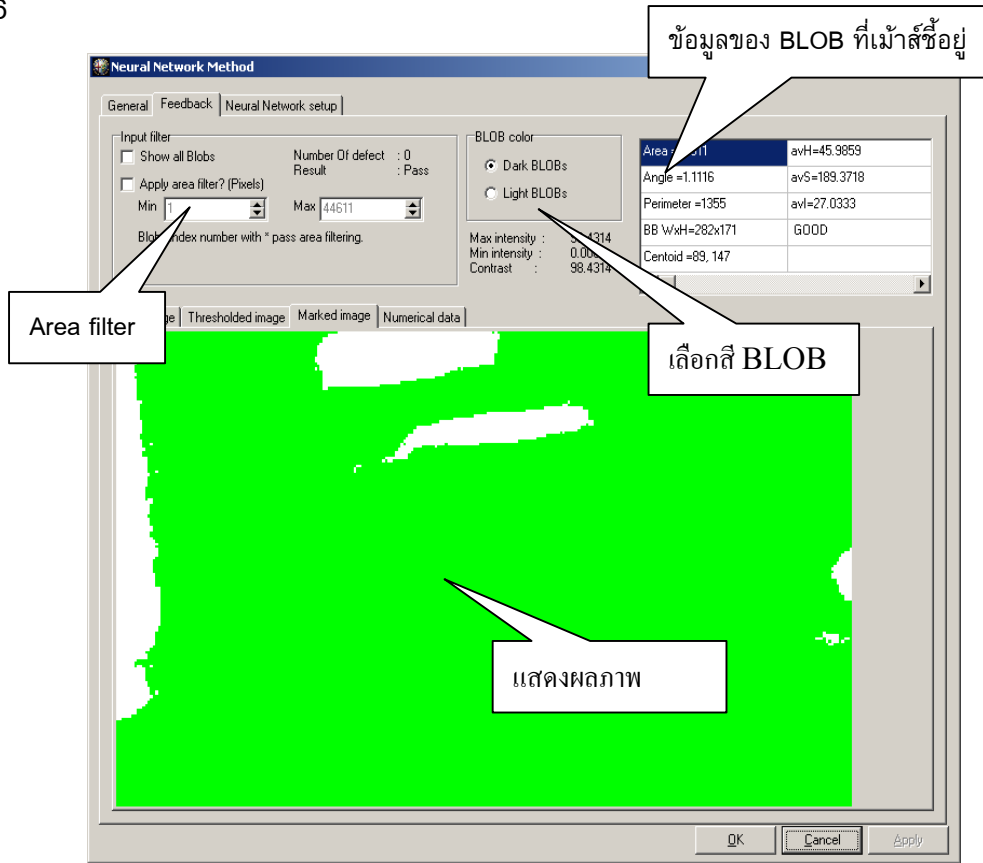 6
ข้อมูลของ BLOB ที่เม้าส์ชี้อยู่
Neural Network Method
General Feedback Neural Network setup
Input filter
Show all Blobs
Number Of defect : 0
Result : Pass
Apply area filter? (Pixels)
Min 1 Max 44611
index number with * pass area filtering.
BLOB color
Dark BLOBs
Light BLOBs
Max intensity : 4314
Min intensity : 0.00
Contrast : 98.4314
Area = 611 avH=45.9859
Angle =1.1116 avS=189.3718
Perimeter =1355 avI=27.0333
BB WxH=282x171 GOOD
Centoid =89, 147
Area filter
Thresholded image Marked image Numerical data
เลือกสี BLOB
แสดงผลภาพ
OK Cancel Apply